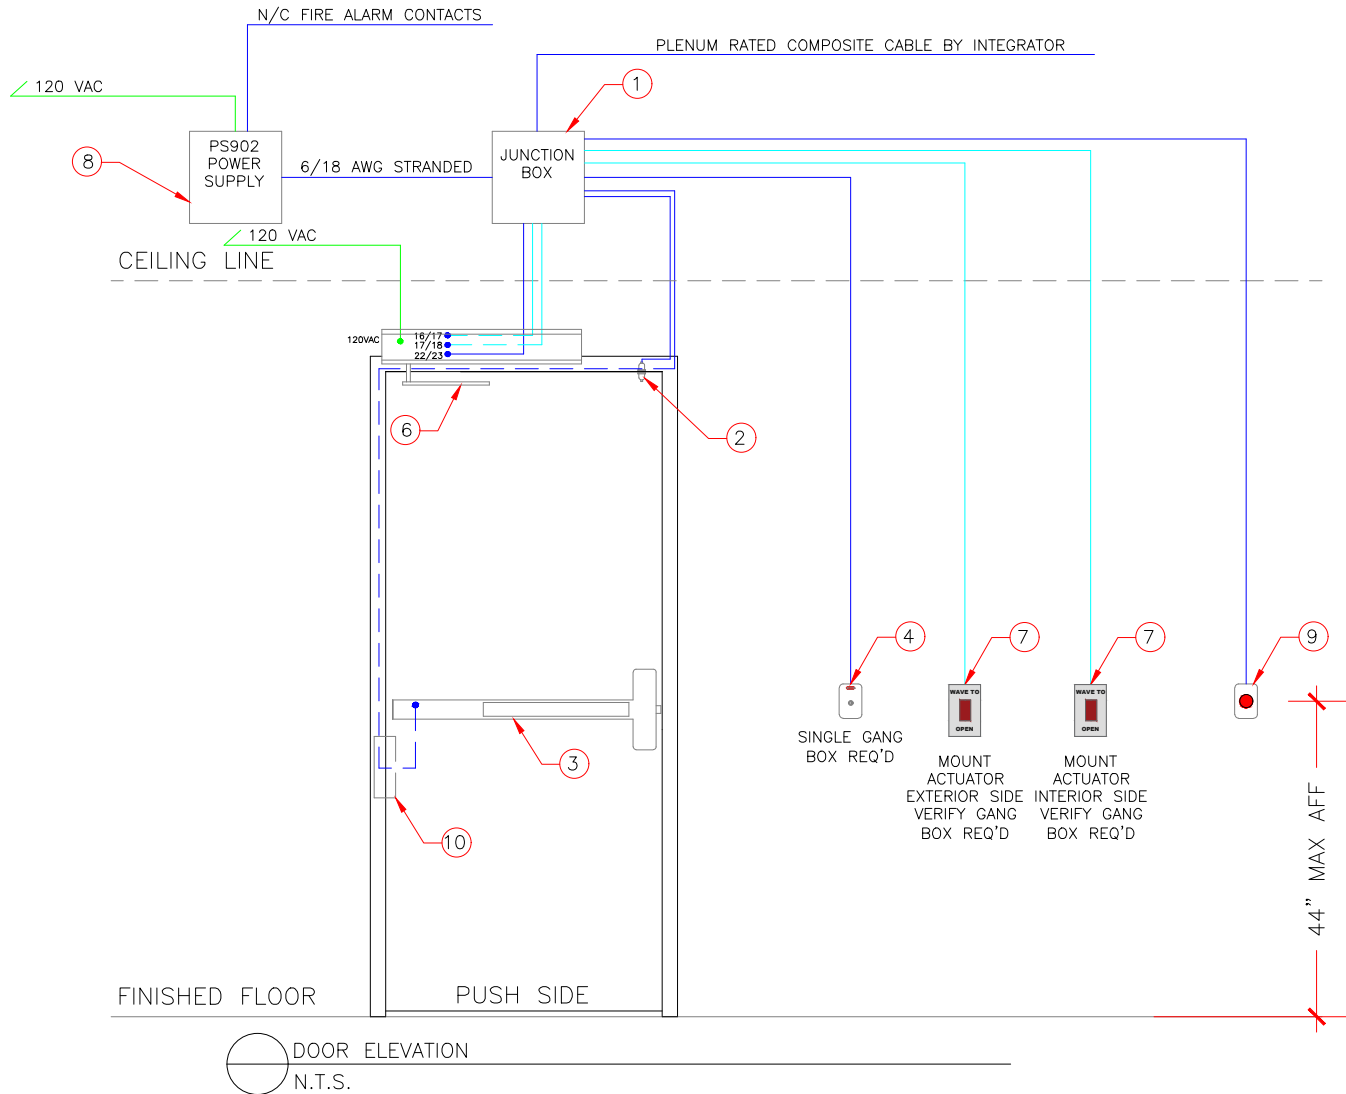 N/C FIRE ALARM CONTACTS
PLENUM RATED COMPOSITE CABLE BY INTEGRATOR
120 VAC
1
PS902
POWER
SUPPLY
8
6/18 AWG STRANDED
JUNCTION
BOX
120 VAC
CEILING LINE
120VAC
16/17
17/18
22/23
6
2
4
7
7
9
WAVE TO
OPEN
WAVE TO
OPEN
SINGLE GANG
BOX REQ'D
MOUNT
ACTUATOR
EXTERIOR SIDE
VERIFY GANG
BOX REQ'D
MOUNT
ACTUATOR
INTERIOR SIDE
VERIFY GANG
BOX REQ'D
3
10
44" MAX AFF
FINISHED FLOOR
PUSH SIDE
DOOR ELEVATION
N.T.S.